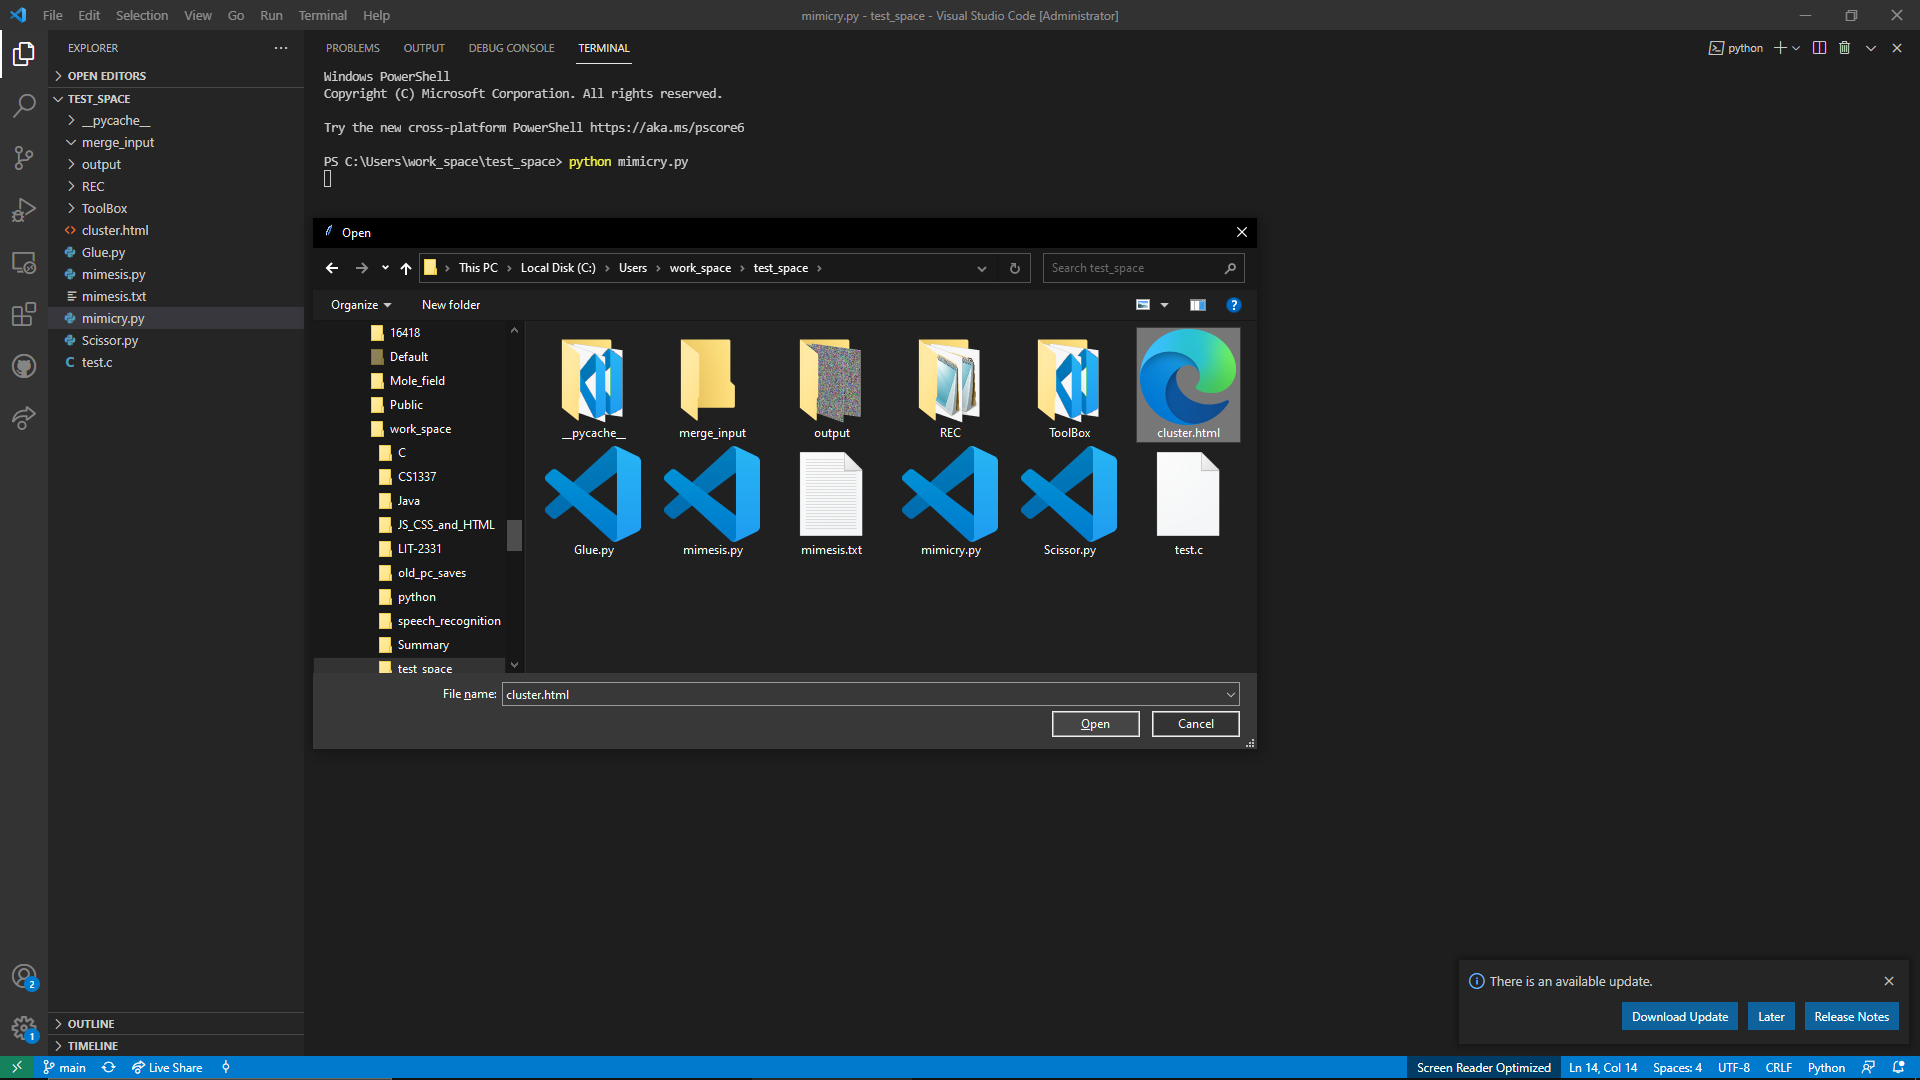 File Edit Selection View Go Run Terminal Help
mimicry.py - test_space - Visual Studio Code [Administrator]
EXPLORER
OPEN EDITORS
TEST_SPACE
__pycache__
merge_input
output
REC
ToolBox
cluster.html
Glue.py
mimesis.py
mimesis.txt
mimicry.py
Scissor.py
C test.c
OUTLINE
TIMELINE
PROBLEMS OUTPUT DEBUG CONSOLE TERMINAL
python
Windows PowerShell
Copyright (C) Microsoft Corporation. All rights reserved.
Try the new cross-platform PowerShell https://aka.ms/pscore6
PS C:\Users\work_space\test_space> python mimicry.py
Open
This PC > Local Disk (C:) > Users > work_space > test_space >
Search test_space
Organize New folder
16418
Default
Mole_field
Public
work_space
C
CS1337
Java
JS_CSS_and_HTML
LIT-2331
old_pc_saves
python
speech_recognition
Summary
test_space
__pycache__ merge_input output REC ToolBox cluster.html
Glue.py mimesis.py mimesis.txt mimicry.py Scissor.py test.c
File name: cluster.html
Open Cancel
There is an available update.
Download Update Later Release Notes
2
1
main Live Share
Screen Reader Optimized Ln 14, Col 14 Spaces: 4 UTF-8 CRLF Python